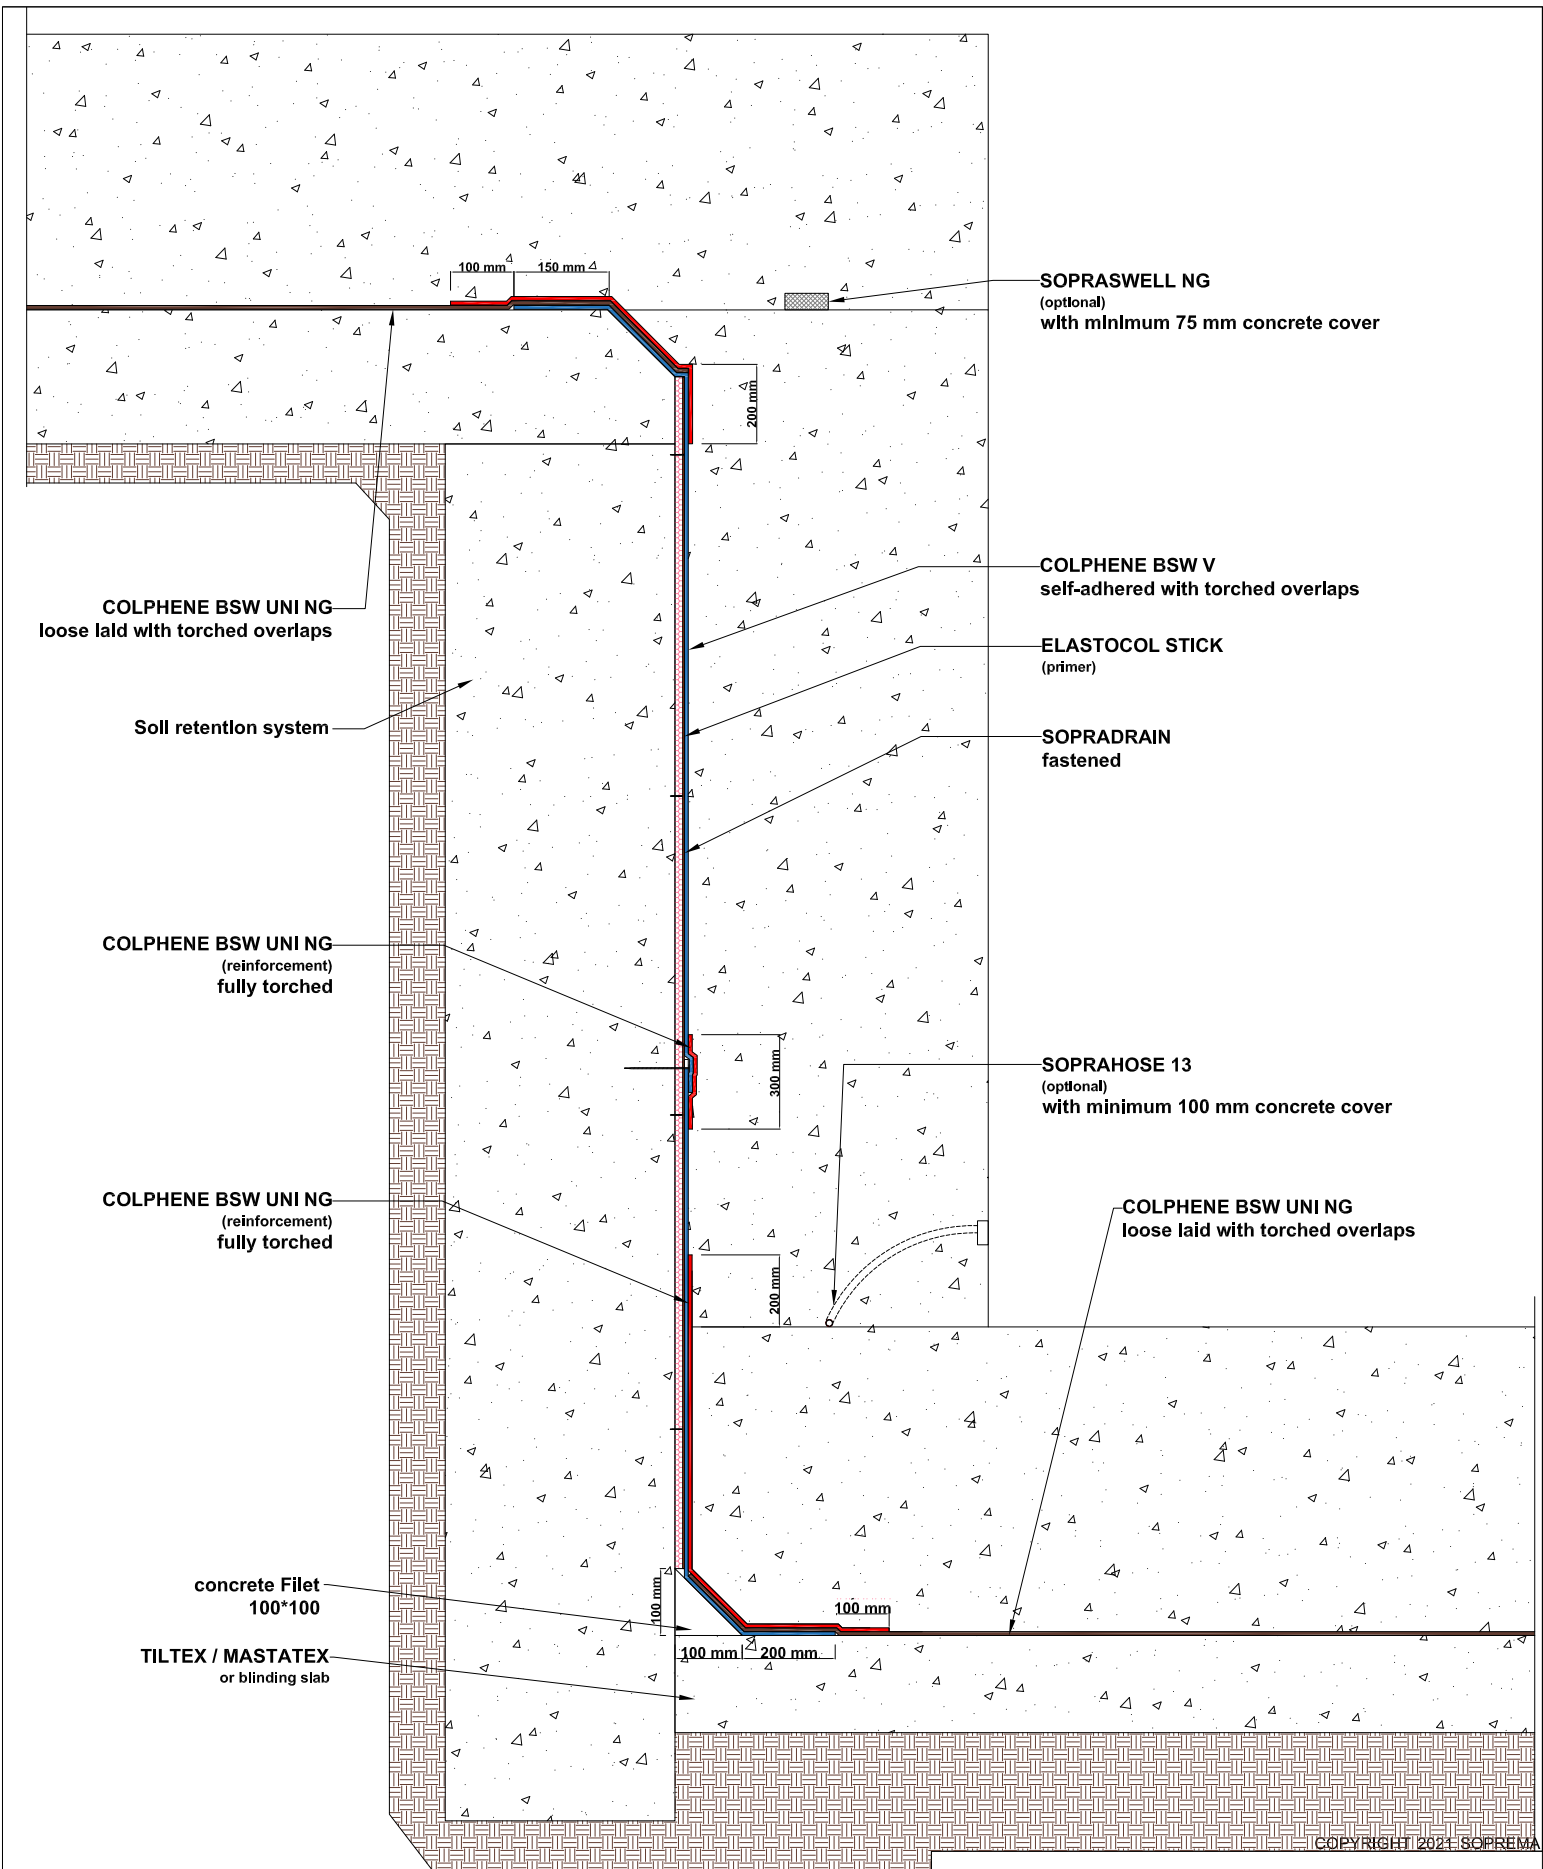 100 mm
150 mm
SOPRASWELL NG
(optional)
with minimum 75 mm concrete cover
200 mm
COLPHENE BSW V
self-adhered with torched overlaps
COLPHENE BSW UNI NG
loose laid with torched overlaps
ELASTOCOL STICK
(primer)
Soil retention system
SOPRADRAIN
fastened
COLPHENE BSW UNI NG
(reinforcement)
fully torched
300 mm
SOPRAHOSE 13
(optional)
with minimum 100 mm concrete cover
COLPHENE BSW UNI NG
(reinforcement)
fully torched
COLPHENE BSW UNI NG
loose laid with torched overlaps
200 mm
concrete Filet
100*100
100 mm
100 mm
TILTEX / MASTATEX
or blinding slab
100 mm
200 mm
COPYRIGHT 2021 SOPREMA